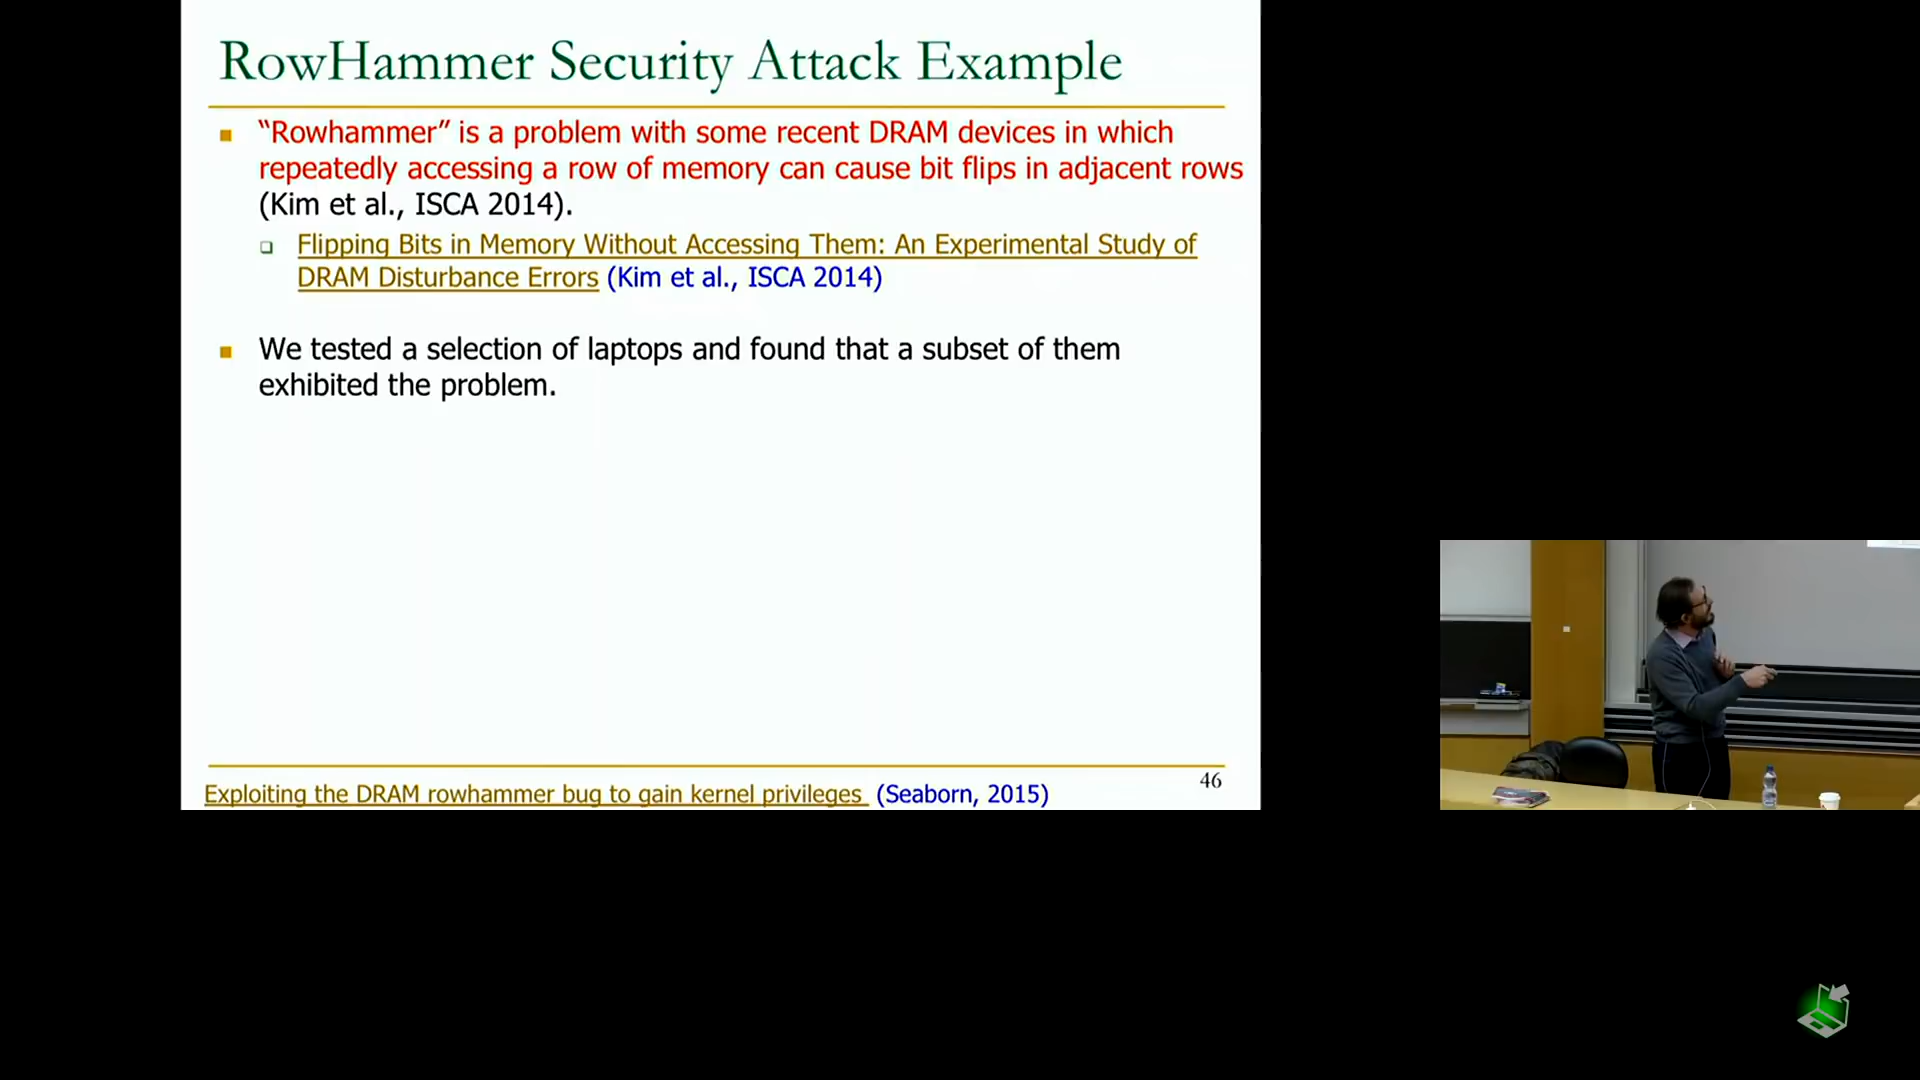 RowHammer Security Attack Example
“Rowhammer” is a problem with some recent DRAM devices in which
repeatedly accessing a row of memory can cause bit flips in adjacent rows
(Kim et al., ISCA 2014).
Flipping Bits in Memory Without Accessing Them: An Experimental Study of
DRAM Disturbance Errors (Kim et al., ISCA 2014)
We tested a selection of laptops and found that a subset of them
exhibited the problem.
46
Exploiting the DRAM rowhammer bug to gain kernel privileges (Seaborn, 2015)